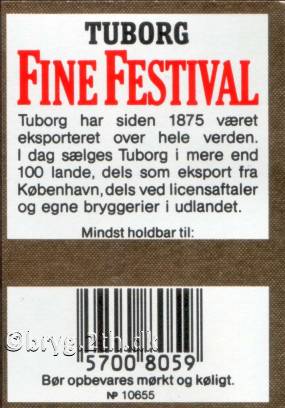 TUBORG
FINE FESTIVAL
Tuborg har siden 1875 været
eksporteret over hele verden.
I dag sælges Tuborg i mere end
100 lande, dels som eksport fra
København, dels ved licensaftaler
og egne bryggerier i udlandet.
Mindst holdbar til:
©bryg.2th.dk
5700 8059
Bør opbevares mørkt og køligt.
Nº 10655